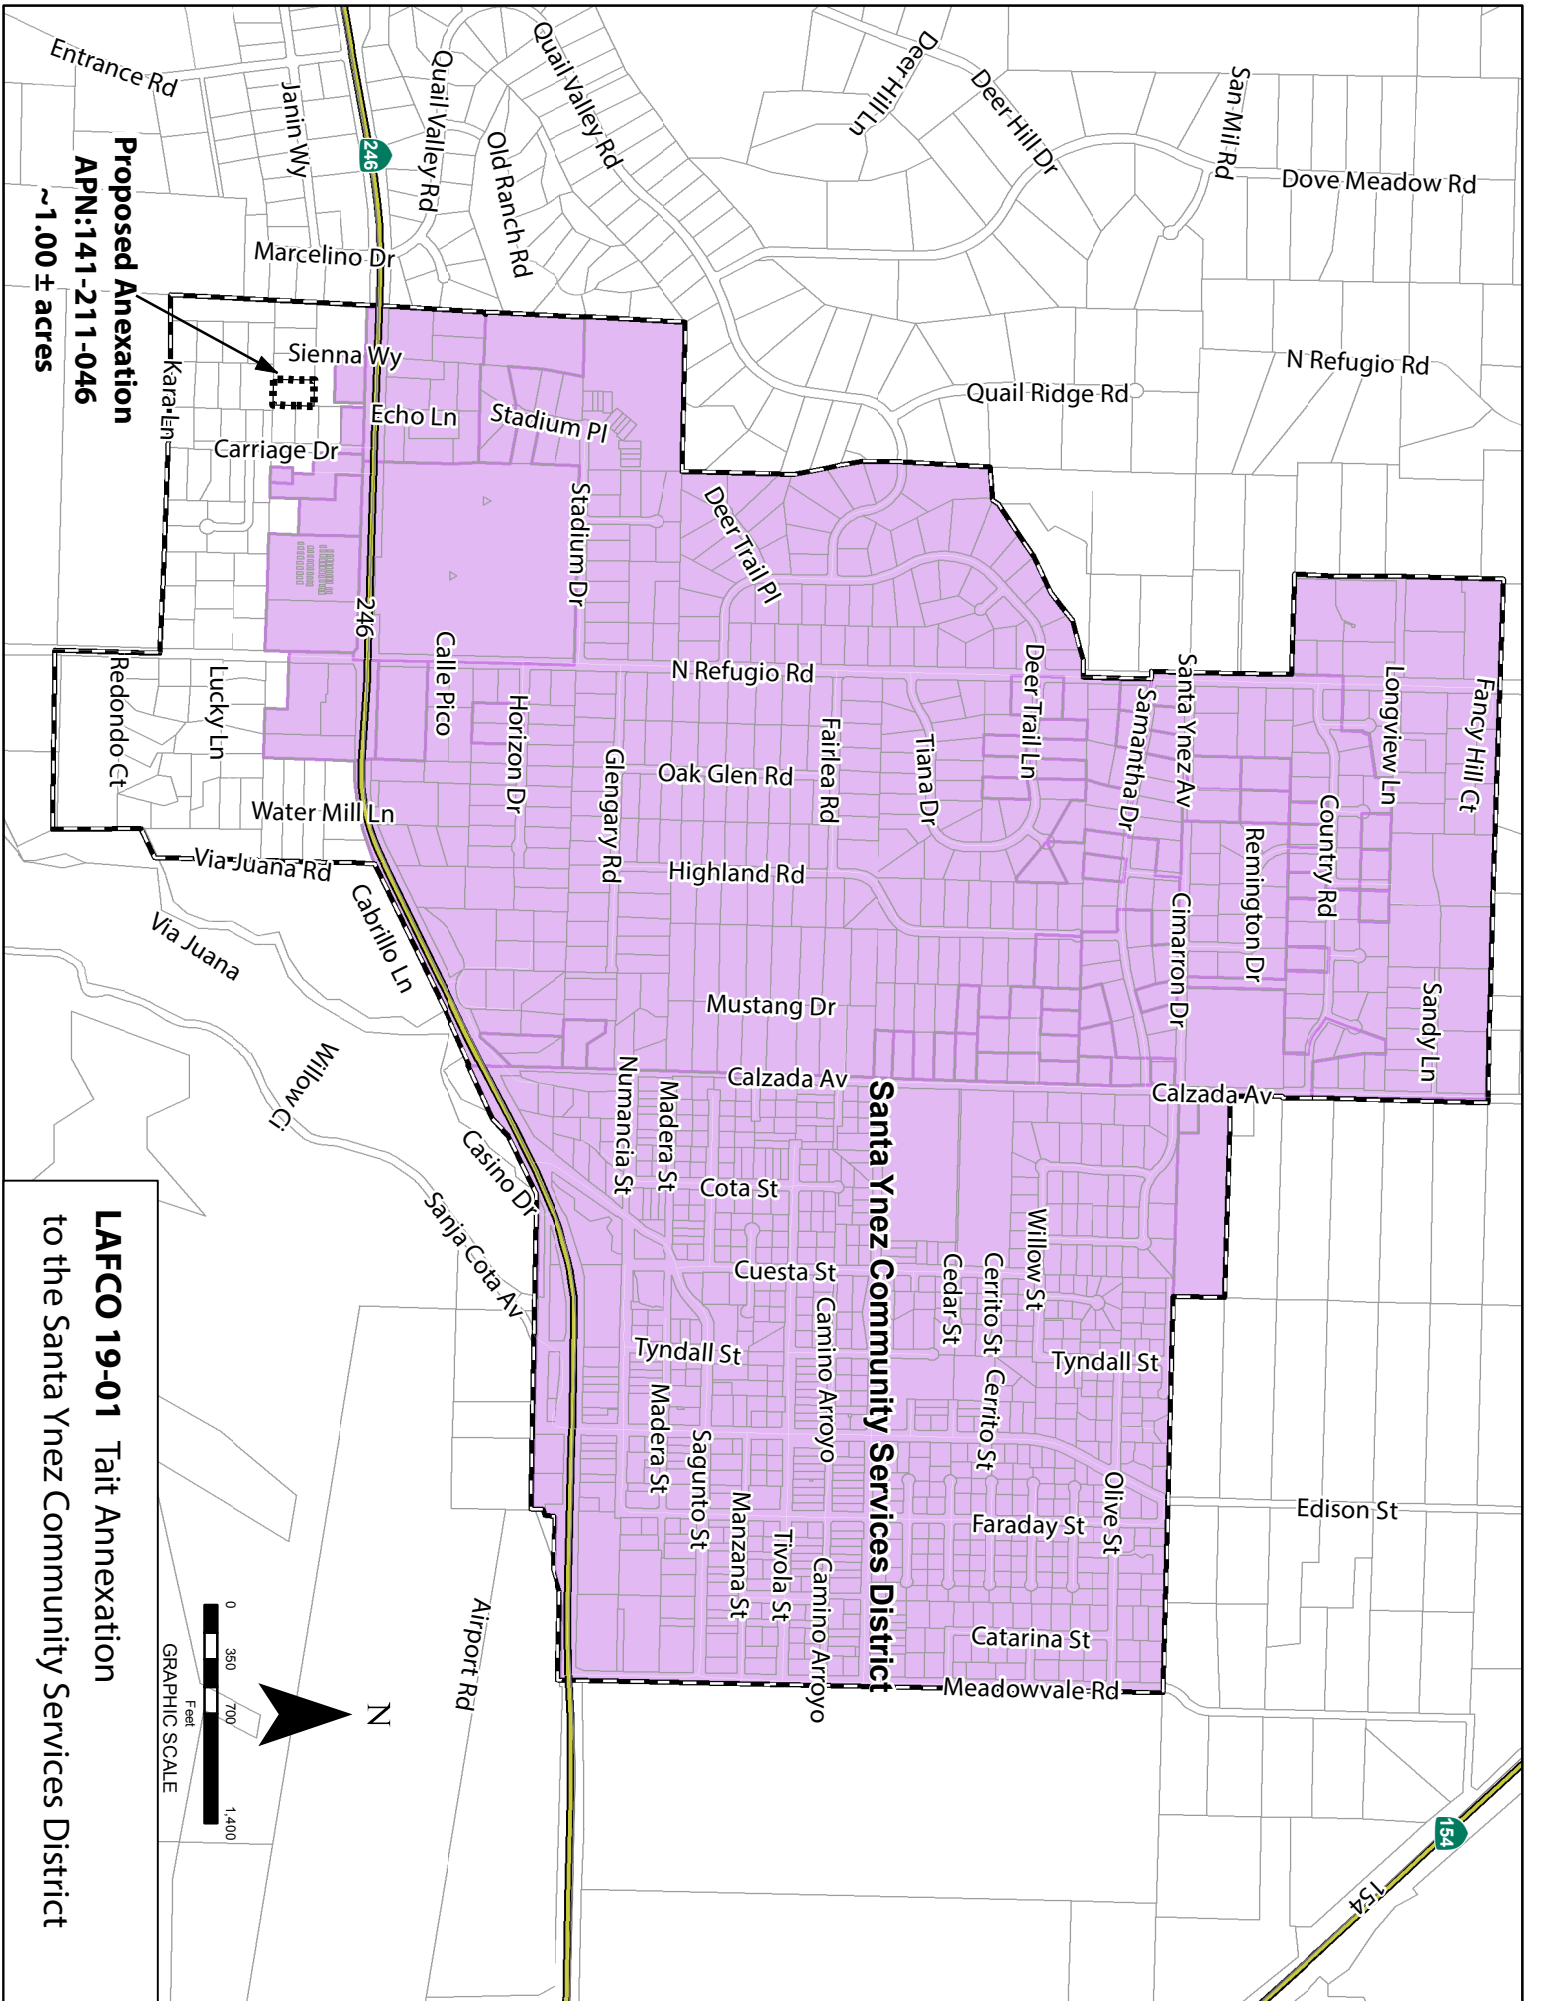 Fancy Hill Ct
Longview Ln
Sandy Ln
Country Rd
Remington Dr
Dove Meadow Rd
N Refugio Rd
San Mil Rd
Santa Ynez Av
Samantha Dr
Cimarron Dr
Calzada Av
Edison St
154
154
Deer Hill Dr
Deer Hill Ln
Quail Ridge Rd
Deer Trail Ln
Tiana Dr
Willow St
Tyndall St
Olive St
Cerrito St
Cerrito St
Cedar St
Faraday St
Catarina St
Meadowvale Rd
Santa Ynez Community Services District
Fairlea Rd
Camino Arroyo
Camino Arroyo
Deer Trail Pl
N Refugio Rd
Oak Glen Rd
Highland Rd
Mustang Dr
Calzada Av
Cota St
Cuesta St
Tivola St
Manzana St
Sagunto St
Tyndall St
Madera St
Madera St
Numancia St
Quail Valley Rd
Quail Valley Rd
Old Ranch Rd
Stadium Pl
Stadium Dr
Glengary Rd
Horizon Dr
Calle Pico
Echo Ln
246
246
Janin Wy
Entrance Rd
Marcelino Dr
Sienna Wy
Carriage Dr
Kara Ln
Lucky Ln
Redondo Ct
Water Mill Ln
Via Juana Rd
Via Juana
Cabrillo Ln
Willow Ci
Casino Dr
Sanja Cota Av
Airport Rd
Proposed Anexation
APN:141-211-046
~1.00 ± acres
N
0 350 700 1,400
Feet
GRAPHIC SCALE
LAFCO 19-01 Tait Annexation
to the Santa Ynez Community Services District